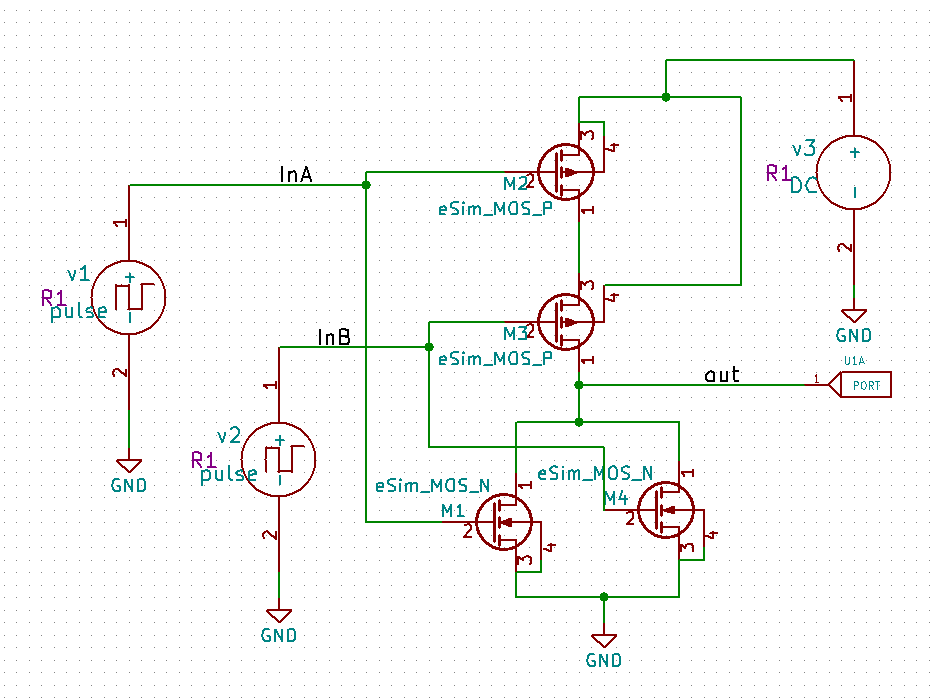 1
3
4
v3
+
InA
R1
DC
M2
2
eSim_MOS_P
1
1
2
v1
+
R1
pulse
3
4
GND
InB
M3
2
U1A
eSim_MOS_P
1
2
1
out
1
PORT
v2
+
R1
pulse
eSim_MOS_N
1
eSim_MOS_N
1
GND
M1
2
M4
2
2
3
4
3
4
GND
GND